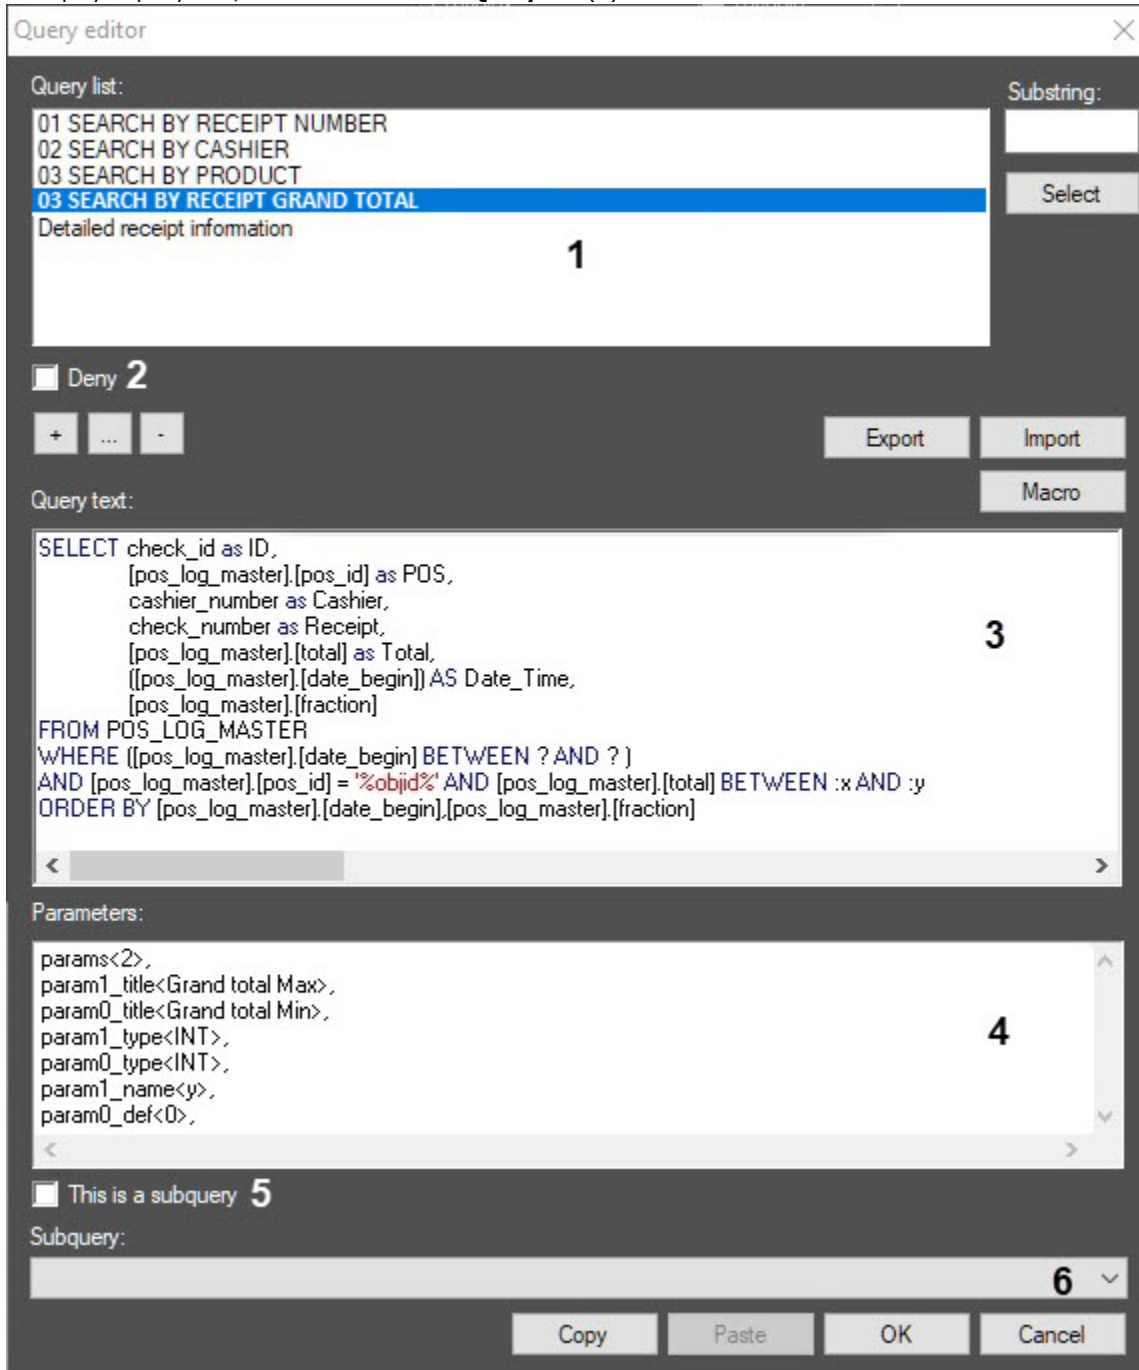 Query editor
Query list:
Substring:
01 SEARCH BY RECEIPT NUMBER
02 SEARCH BY CASHIER
03 SEARCH BY PRODUCT
03 SEARCH BY RECEIPT GRAND TOTAL
Select
Detailed receipt information
1
Deny 2
+ ... -
Export Import
Macro
Query text:
SELECT check_id as ID,
[pos_log_master].[pos_id] as POS,
cashier_number as Cashier,
check_number as Receipt,
3
[pos_log_master].[total] as Total,
([pos_log_master].[date_begin]) AS Date_Time,
[pos_log_master].[fraction]
FROM POS_LOG_MASTER
WHERE ([pos_log_master].[date_begin] BETWEEN ? AND ? )
AND [pos_log_master].[pos_id] = '%objid%' AND [pos_log_master].[total] BETWEEN :x AND :y
ORDER BY [pos_log_master].[date_begin],[pos_log_master].[fraction]
Parameters:
params<2>,
param1_title<Grand total Max>,
param0_title<Grand total Min>,
param1_type<INT>,
4
param0_type<INT>,
param1_name<y>,
param0_def<0>,
This is a subquery 5
Subquery:
6
Copy Paste OK Cancel